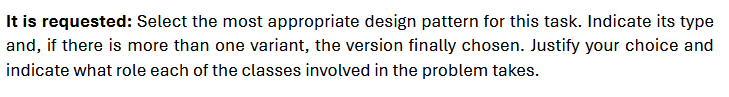 It is requested: Select the most appropriate design pattern for this task. Indicate its type
and, if there is more than one variant, the version finally chosen. Justify your choice and
indicate what role each of the classes involved in the problem takes.